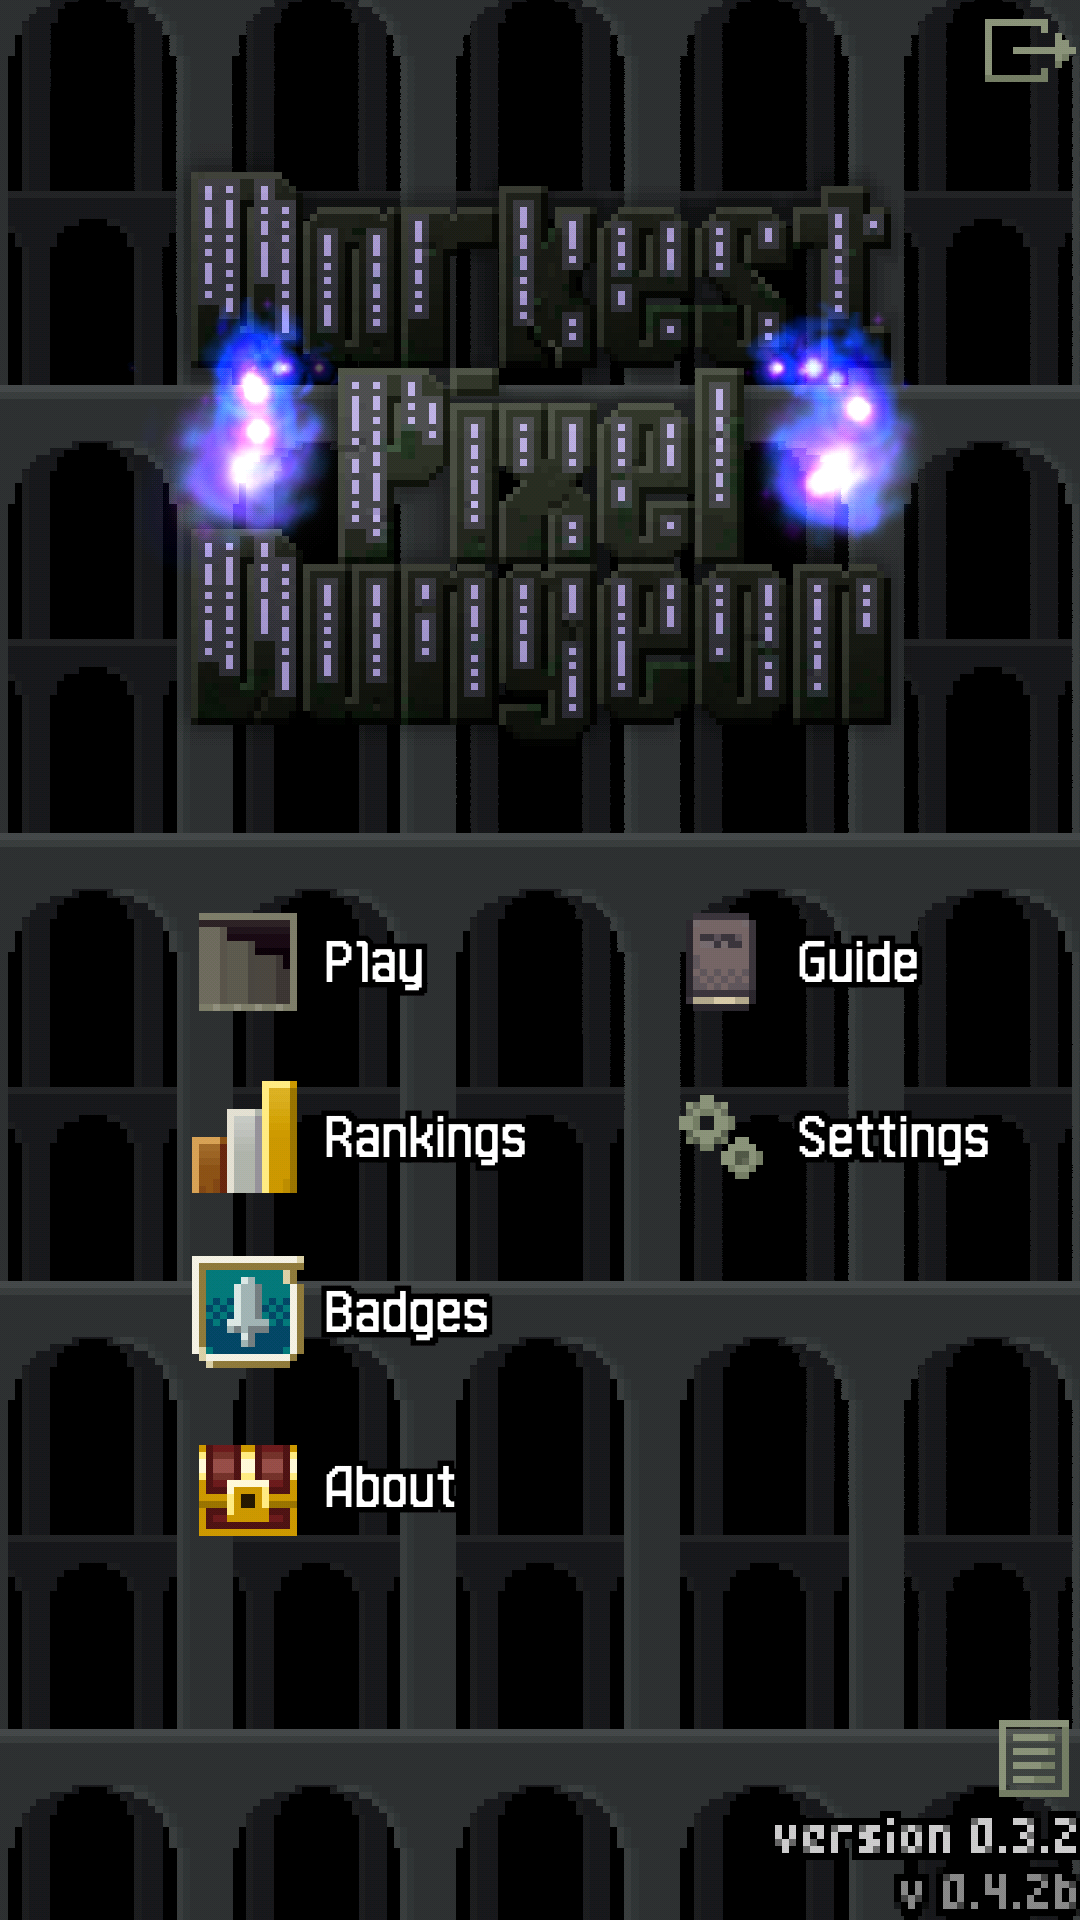 Darkest
Pixel
Dungeon
Play
Guide
Rankings
Settings
Badges
About
version 0.3.2
v 0.4.2b